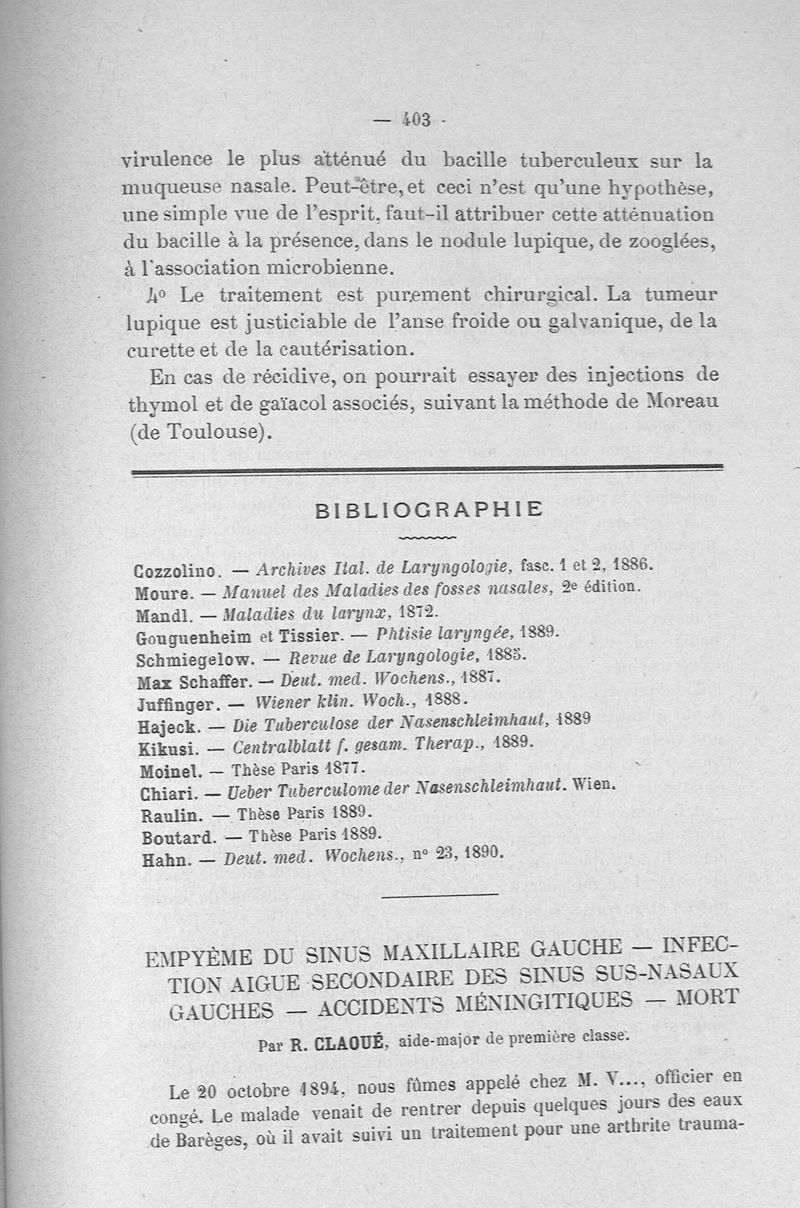 — 403 -
virulence le plus atténué du bacille tuberculeux sur la
muqueuse nasale. Peut-être, et ceci n'est qu'une hypothèse,
une simple vue de l'esprit, faut-il attribuer cette atténuation
du bacille à la présence, dans le nodule lupique, de zooglées,
à l'association microbienne.
4º Le traitement est purement chirurgical. La tumeur
lupique est justiciable de l'anse froide ou galvanique, de la
curette et de la cautérisation.
En cas de récidive, on pourrait essayer des injections de
thymol et de gaïacol associés, suivant la méthode de Moreau
(de Toulouse).
BIBLIOGRAPHIE
Cozzolino. — Archives Ital. de Laryngologie, fasc. 1 et 2, 1886.
Moure. — Manuel des Maladies des fosses nasales, 2e édition.
Mandl. — Maladies du larynx, 1872.
Gouguenheim et Tissier. — Phtisie laryngée, 1889.
Schmiegelow. — Revue de Laryngologie, 1885.
Max Schaffer. — Deut. med. Wochens., 1887.
Juffinger. — Wiener klin. Woch., 1888.
Hajeck. — Die Tuberculose der Nasenschleimhaut, 1889
Kikusi. — Centralblatt f. gesam. Therap., 1889.
Moinel. — Thèse Paris 1877.
Chiari. — Ueber Tuberculome der Nasenschleimhaut. Wien.
Raulin. — Thèse Paris 1889.
Boutard. — Thèse Paris 1889.
Hahn. — Deut. med. Wochens., nº 23, 1890.
EMPYÈME DU SINUS MAXILLAIRE GAUCHE — INFEC-
TION AIGUE SECONDAIRE DES SINUS SUS-NASAUX
GAUCHES — ACCIDENTS MÉNINGITIQUES — MORT
Par R. CLAOUÉ, aide-major de première classe.
Le 20 octobre 1894, nous fûmes appelé chez M. V..., officier en
congé. Le malade venait de rentrer depuis quelques jours des eaux
de Barèges, où il avait suivi un traitement pour une arthrite trauma-